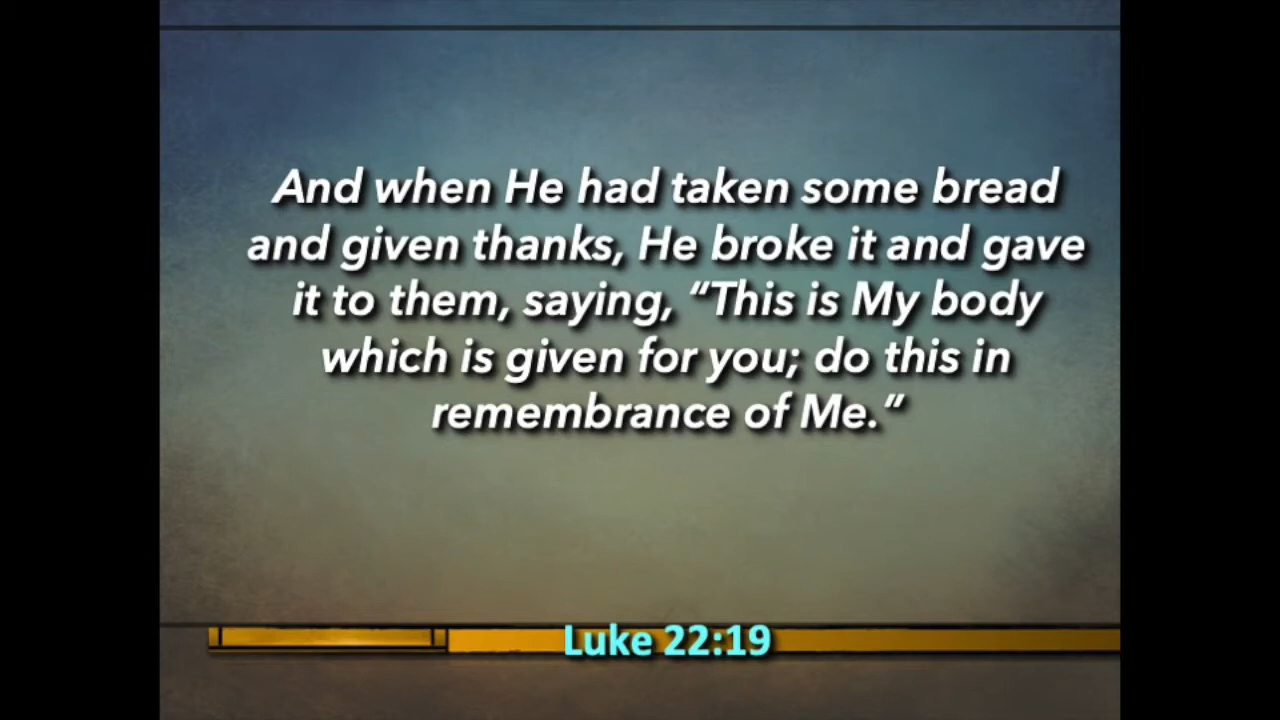 And when He had taken some bread
and given thanks, He broke it and gave
it to them, saying, “This is My body
which is given for you; do this in
remembrance of Me.”
Luke 22:19